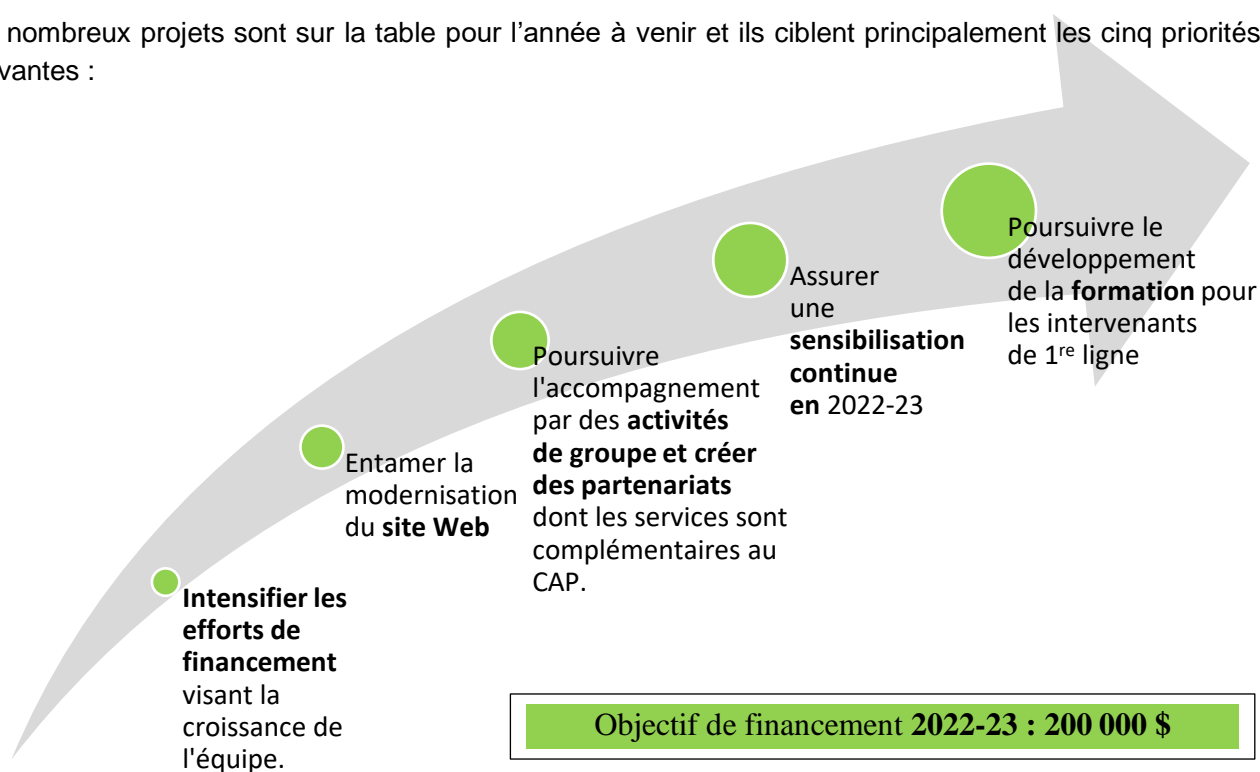 nombreux projets sont sur la table pour l'année à venir et ils ciblent principalement les cinq priorités
vantes :
Intensifier les
efforts de
financement
visant la
croissance de
l'équipe.
Entamer la
modernisation
du site Web
Poursuivre
l'accompagnement
par des activités
de groupe et créer
des partenariats
dont les services sont
complémentaires au
CAP.
Assurer
une
sensibilisation
continue
en 2022-23
Poursuivre le
développement
de la formation pour
les intervenants
de 1re ligne
Objectif de financement 2022-23 : 200 000 $